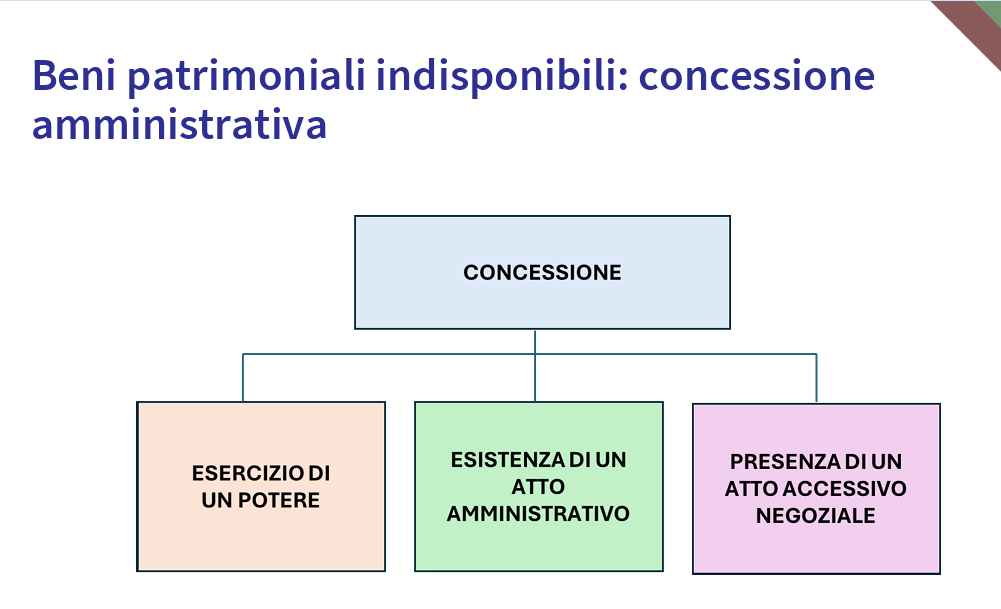 Beni patrimoniali indisponibili: concessione
amministrativa
CONCESSIONE
ESERCIZIO DI
UN POTERE
ESISTENZA DI UN
ATTO
AMMINISTRATIVO
PRESENZA DI UN
ATTO ACCESSIVO
NEGOZIALE